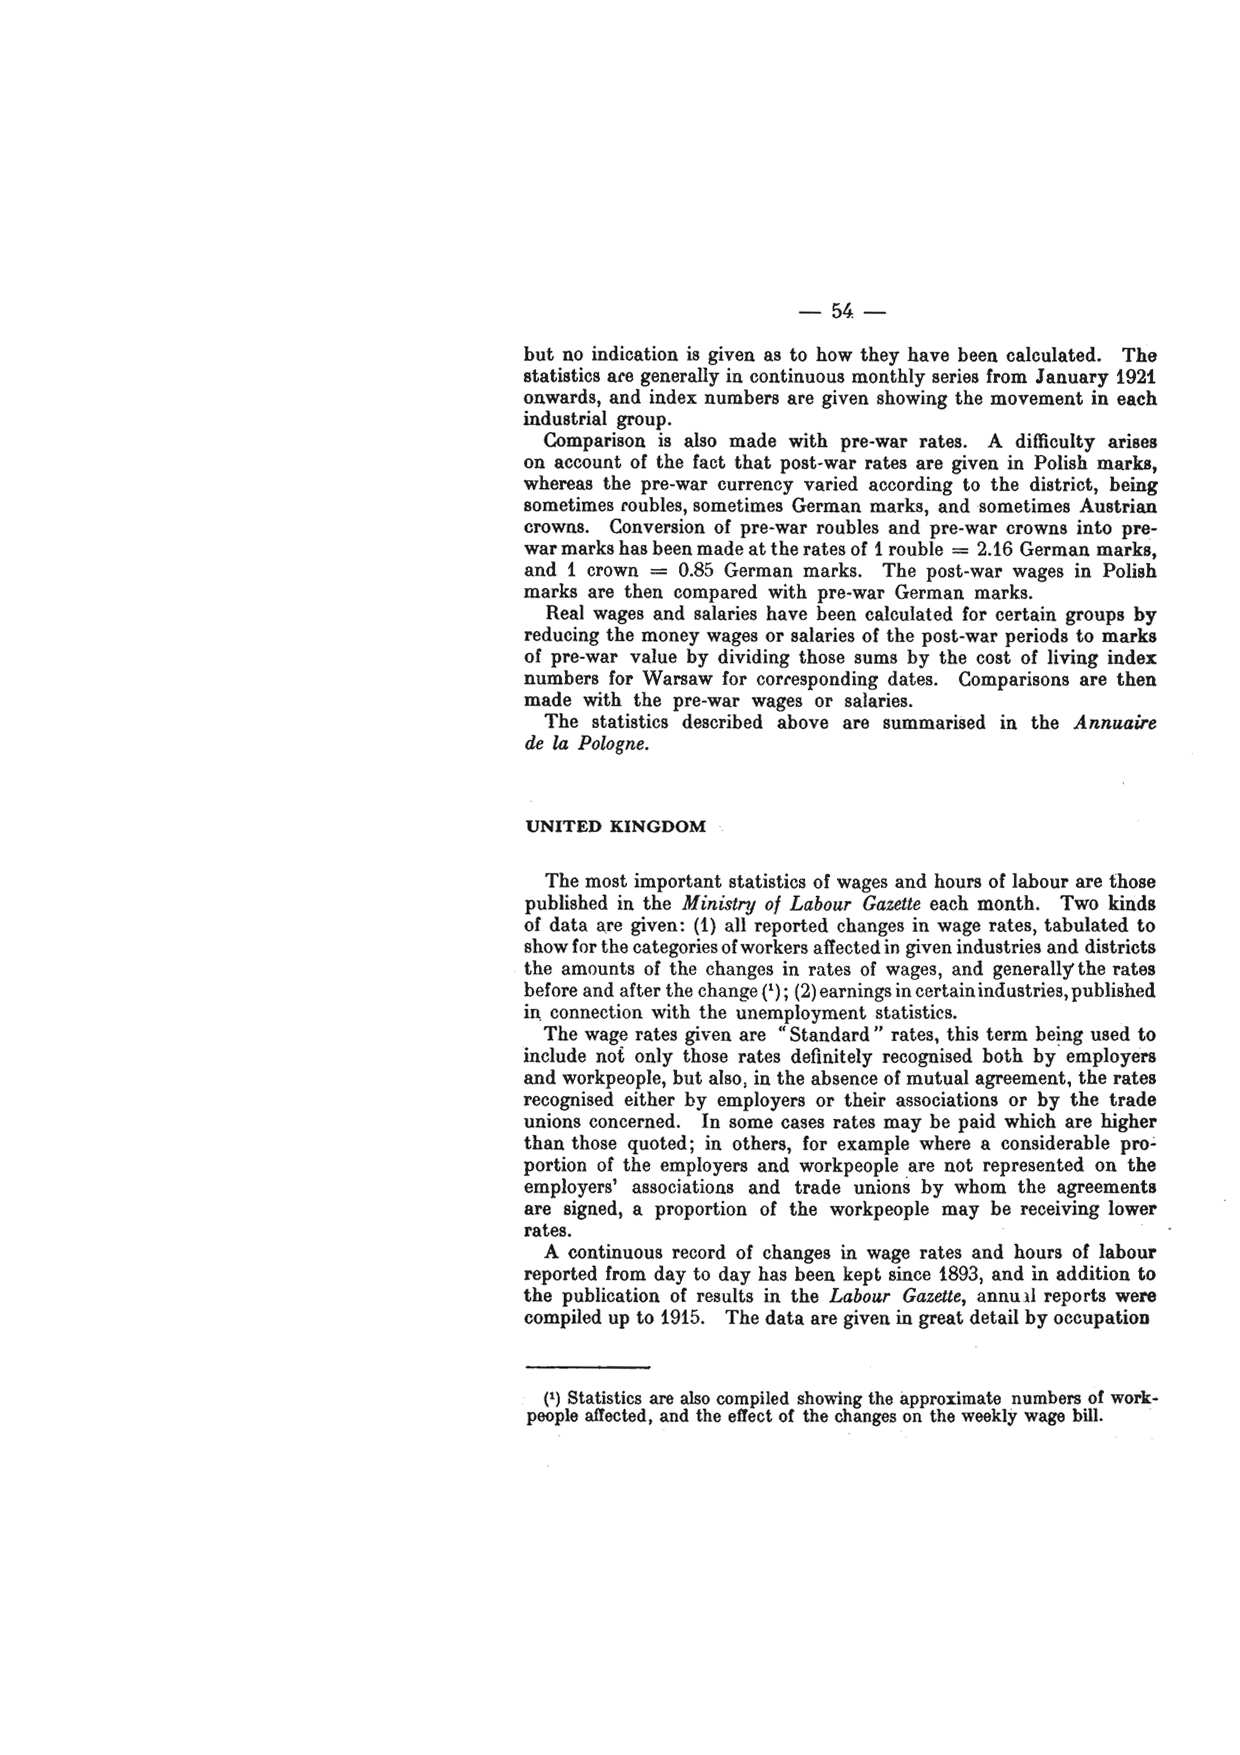 — 54 —
but no indication is given as to how they have been calculated. The
statistics are generally in continuous monthly series from January 1921
onwards, and index numbers are given showing the movement in each
industrial group.
Comparison is also made with pre-war rates. A difficulty arises
on account of the fact that post-war rates are given in Polish marks,
whereas the pre-war currency varied according to the district, being
sometimes roubles, sometimes German marks, and sometimes Austrian
crowns. Conversion of pre-war roubles and pre-war crowns into pre-
war marks has been made at the rates of 1 rouble = 2.16 German marks,
and 1 crown = 0.85 German marks. The post-war wages in Polish
marks are then compared with pre-war German marks.
Real wages and salaries have been calculated for certain groups by
reducing the money wages or salaries of the post-war periods to marks
of pre-war value by dividing those sums by the cost of living index
numbers for Warsaw for corresponding dates. Comparisons are then
made with the pre-war wages or salaries.
The statistics described above are summarised in the Annuaire
de la Pologne.
UNITED KINGDOM
The most important statistics of wages and hours of labour are those
published in the Ministry of Labour Gazette each month. Two kinds
of data are given: (1) all reported changes in wage rates, tabulated to
show for the categories of workers affected in given industries and districts
the amounts of the changes in rates of wages, and generally the rates
before and after the change (¹); (2) earnings in certain industries, published
in connection with the unemployment statistics.
The wage rates given are “Standard” rates, this term being used to
include not only those rates definitely recognised both by employers
and workpeople, but also, in the absence of mutual agreement, the rates
recognised either by employers or their associations or by the trade
unions concerned. In some cases rates may be paid which are higher
than those quoted; in others, for example where a considerable pro-
portion of the employers and workpeople are not represented on the
employers’ associations and trade unions by whom the agreements
are signed, a proportion of the workpeople may be receiving lower
rates.
A continuous record of changes in wage rates and hours of labour
reported from day to day has been kept since 1893, and in addition to
the publication of results in the Labour Gazette, annual reports were
compiled up to 1915. The data are given in great detail by occupation
(¹) Statistics are also compiled showing the approximate numbers of work-
people affected, and the effect of the changes on the weekly wage bill.